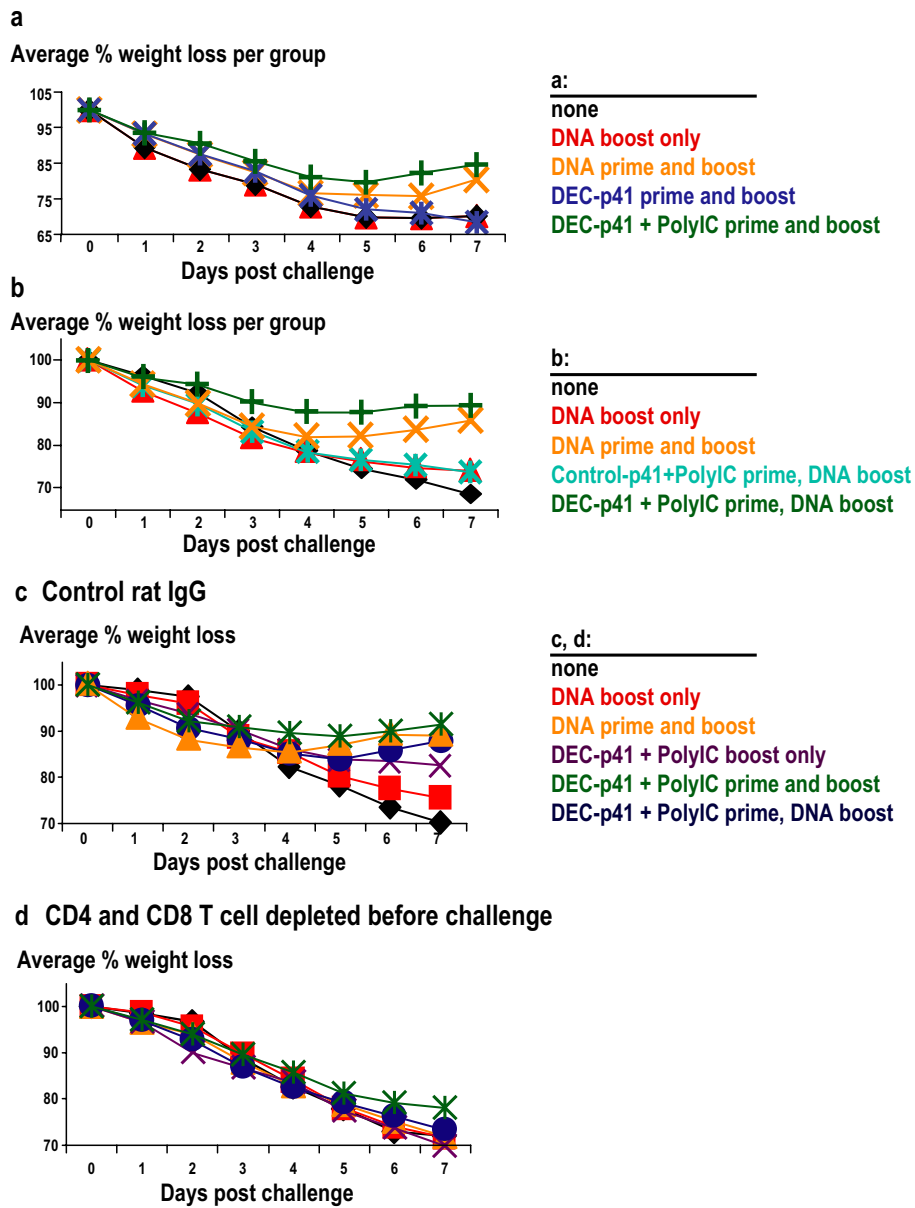 a
Average % weight loss per group
105
95
85
75
65
0 1 2 3 4 5 6 7
Days post challenge
a:
none
DNA boost only
DNA prime and boost
DEC-p41 prime and boost
DEC-p41 + PolyIC prime and boost
b
Average % weight loss per group
100
90
80
70
0 1 2 3 4 5 6 7
Days post challenge
b:
none
DNA boost only
DNA prime and boost
Control-p41+PolyIC prime, DNA boost
DEC-p41 + PolyIC prime, DNA boost
c Control rat IgG
Average % weight loss
100
90
80
70
0 1 2 3 4 5 6 7
Days post challenge
c, d:
none
DNA boost only
DNA prime and boost
DEC-p41 + PolyIC boost only
DEC-p41 + PolyIC prime and boost
DEC-p41 + PolyIC prime, DNA boost
d CD4 and CD8 T cell depleted before challenge
Average % weight loss
100
90
80
70
0 1 2 3 4 5 6 7
Days post challenge